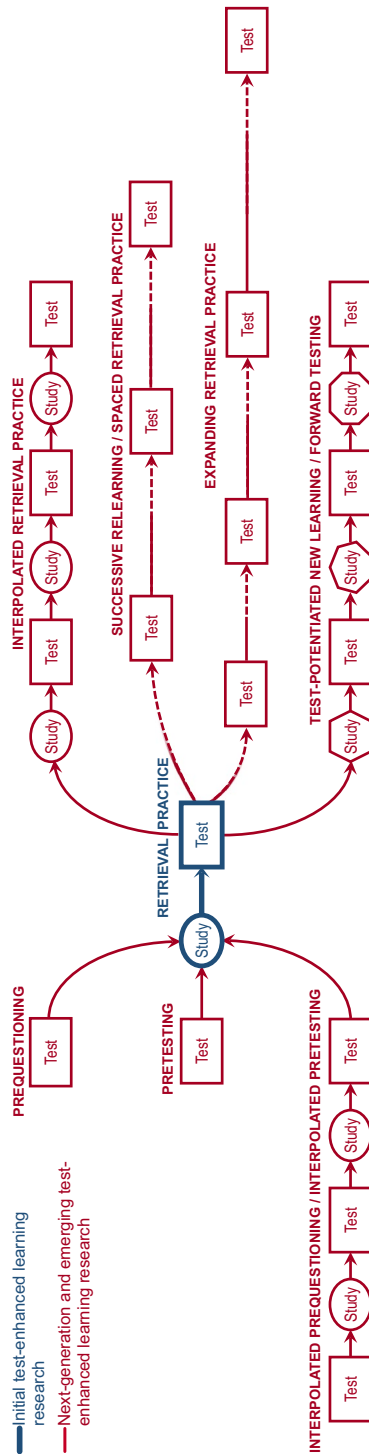 Initial test-enhanced learning
research
Next-generation and emerging test-
enhanced learning research
PREQUESTIONING
Test
PRETESTING
Test
INTERPOLATED PREQUESTIONING / INTERPOLATED PRETESTING
Test
Study
Test
Study
Test
RETRIEVAL PRACTICE
Study
Test
INTERPOLATED RETRIEVAL PRACTICE
Study
Test
Study
Test
Study
Test
SUCCESSIVE RELEARNING / SPACED RETRIEVAL PRACTICE
Test
Test
Test
EXPANDING RETRIEVAL PRACTICE
Test
Test
Test
Test
TEST-POTENTIATED NEW LEARNING / FORWARD TESTING
Study
Test
Study
Test
Study
Test